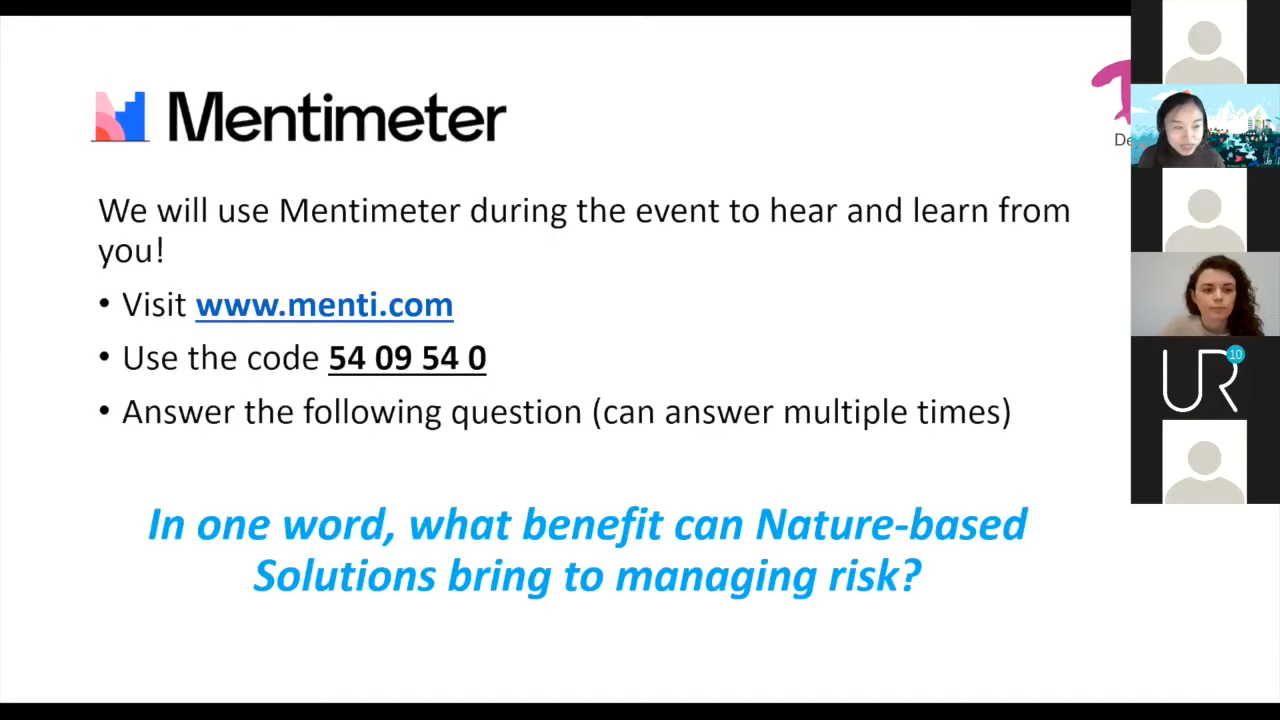 Mentimeter
We will use Mentimeter during the event to hear and learn from
you!
• Visit www.menti.com
• Use the code 54 09 54 0
• Answer the following question (can answer multiple times)
In one word, what benefit can Nature-based
Solutions bring to managing risk?
De
UR
10